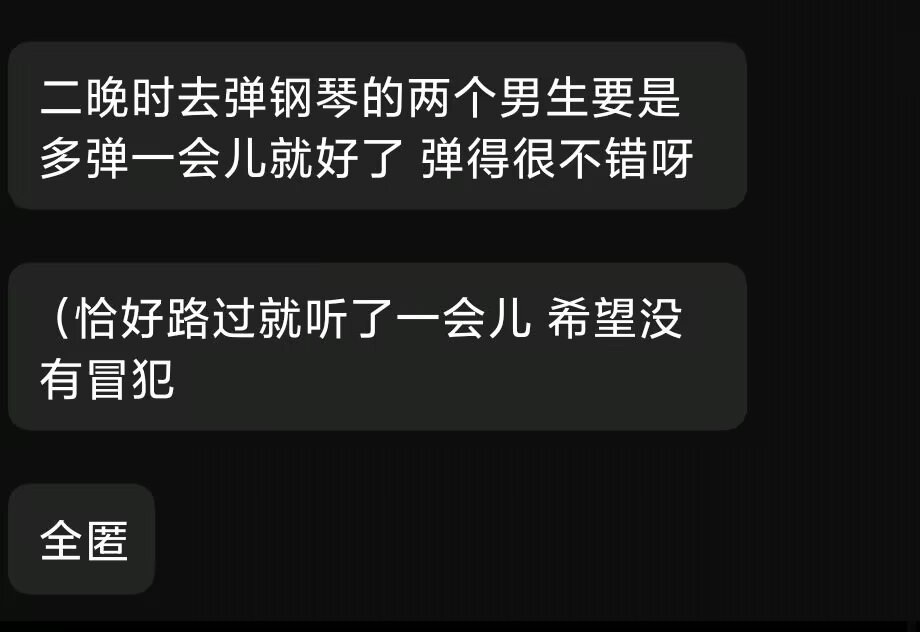 二晚时去弹钢琴的两个男生要是
多弹一会儿就好了 弹得很不错呀
（恰好路过就听了一会儿 希望没
有冒犯
全匿